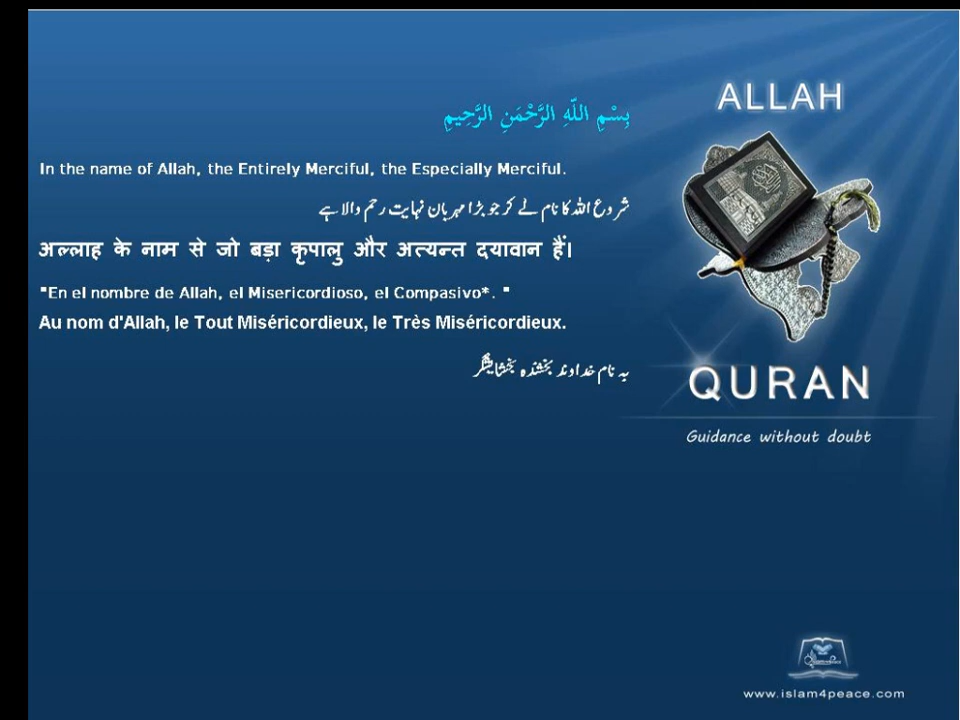 بِسْمِ اللّهِ الرَّحْمَنِ الرَّحِيمِ
In the name of Allah, the Entirely Merciful, the Especially Merciful.
شروع الله کا نام لے کر جو بڑا مہربان نہایت رحم والا ہے
अल्लाह के नाम से जो बड़ा कृपालु और अत्यन्त दयावान हैं।
"En el nombre de Allah, el Misericordioso, el Compasivo*. "
Au nom d'Allah, le Tout Miséricordieux, le Très Miséricordieux.
به نام خداوند بخشنده بخشایشگر
ALLAH
QURAN
Guidance without doubt
www.islam4peace.com